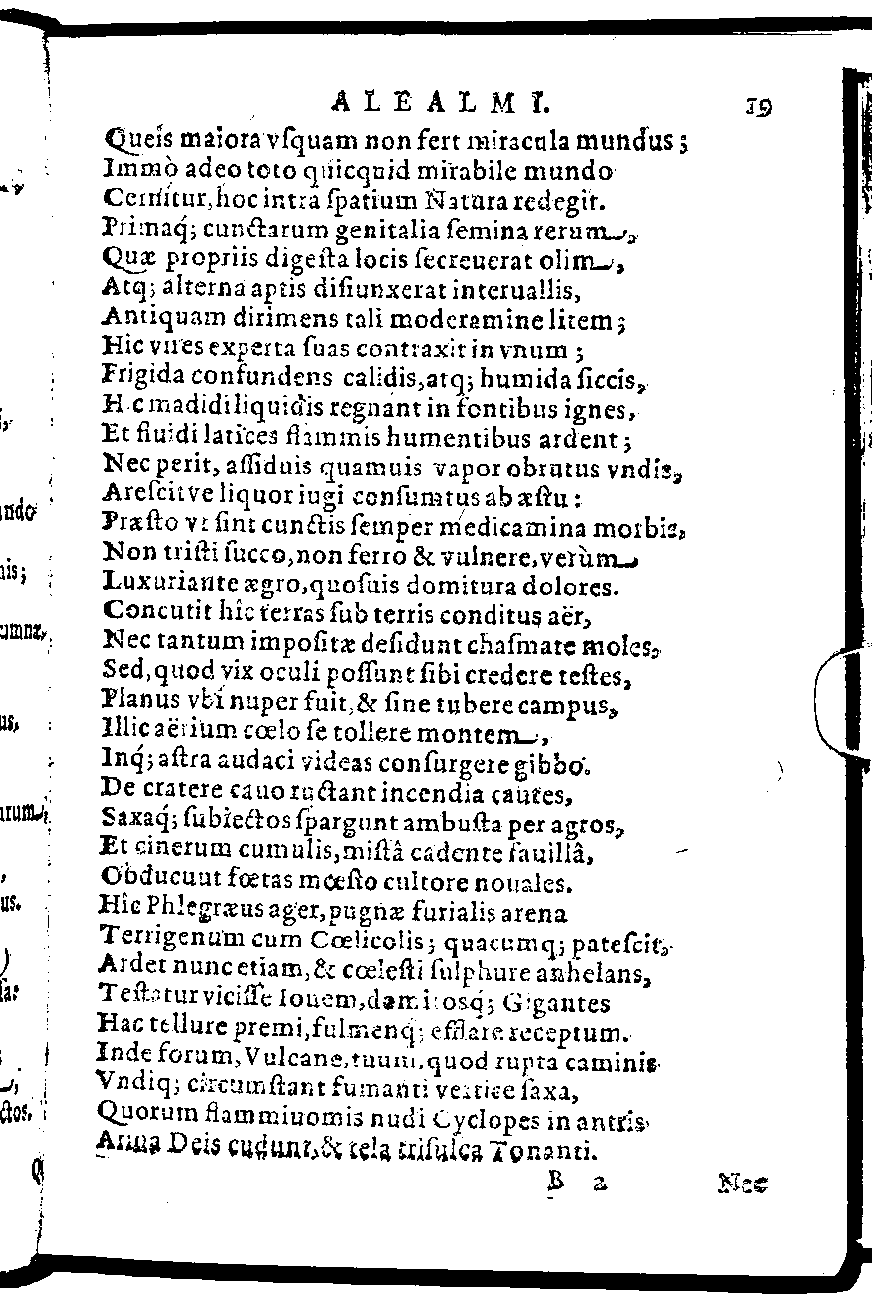 ALEALMI. 19
Queîs maiora vſquam non fert miracula mundus;
Immò adeo toto quicquid mirabile mundo
Cernitur, hoc intra ſpatium Natura redegit.
Primaq́; cunctarum genitalia ſemina rerum,
Quæ propriis digeſta locis ſecreuerat olim,
Atq; alterna aptis diſiunxerat interuallis,
Antiquam dirimens tali moderamine litem;
Hic vires experta ſuas contraxit in vnum;
Frigida confundens calidis, atq; humida ſiccis,
Hic madidi liquidis regnant in fontibus ignes,
Et fluidi latices flammis humentibus ardent;
Nec perit, aſſiduis quamuis vapor obrutus vndis,
Areſcit ve liquor iugi conſumtus ab æſtu:
Præſto vt ſint cunctis ſemper medicamina morbis,
Non triſti ſucco, non ferro & vulnere, verùm
Luxuriante ægro, quoſuis domitura dolores.
Concutit hîc terras ſub terris conditus aër,
Nec tantum impoſitæ deſidunt chaſmate moles,
Sed, quod vix oculi poſſunt ſibi credere teſtes,
Planus vbi nuper fuit, & ſine tubere campus,
Illic aërium cœlo ſe tollere montem,
Inq́; aſtra audaci videas conſurgere gibbo.
De cratere cauo ructant incendia cautes,
Saxaq́; ſubiectos ſpargunt ambuſta per agros,
Et cinerum cumulis, miſtâ cadente fauillâ,
Obducuut fœtas mœſto cultore nouales.
Hîc Phlegræus ager, pugnæ furialis arena
Terrigenum cum Cœlicolis; quacumq; pateſcit,
Ardet nunc etiam, & cœleſti ſulphure anhelans,
Teſtatur viciſſe Iouem, damitosq́; Gigantes
Hac tellure premi, fulmenq; efflare receptum.
Inde forum, Vulcane, tuum, quod rupta caminis
Vndiq; circumſtant fumanti vertice ſaxa,
Quorum flammiuomis nudi Cyclopes in antris
Arma Deis cudunt, & tela triſulca Tonanti.
B 2 Nec